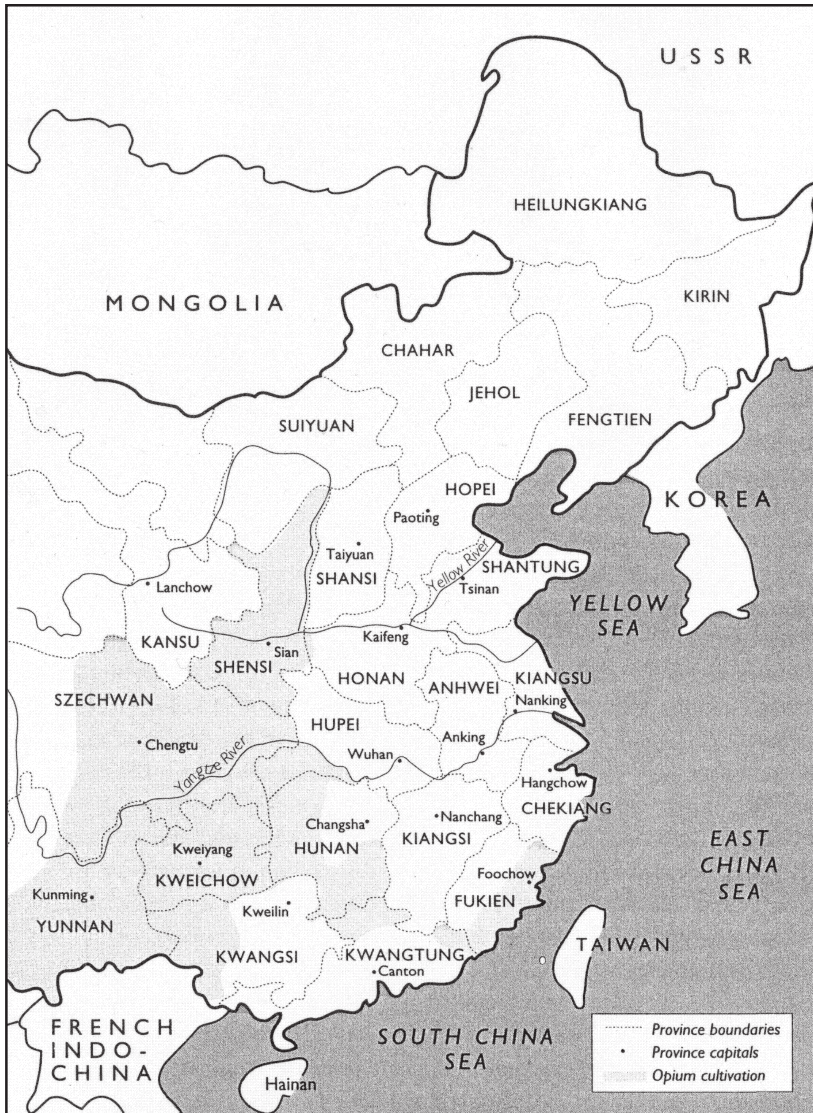 USSR
HEILUNGKIANG
MONGOLIA
KIRIN
CHAHAR
JEHOL
SUIYUAN
FENGTIEN
HOPEI
KOREA
Paoting
Taiyuan
SHANSI
Yellow River
SHANTUNG
Tsinan
Lanchow
YELLOW
SEA
KANSU
Kaifeng
Sian
SHENSI
HONAN
KIANGSU
ANHWEI
Nanking
SZECHWAN
HUPEI
Chengtu
Yangtze River
Wuhan
Anking
Hangchow
CHEKIANG
Changsha
Nanchang
HUNAN
KIANGSI
EAST
CHINA
SEA
Kweiyang
KWEICHOW
Foochow
FUKIEN
Kunming
YUNNAN
Kweilin
KWANGSI
KWANGTUNG
Canton
TAIWAN
FRENCH
INDO-
CHINA
SOUTH CHINA
SEA
Hainan
Province boundaries
Province capitals
Opium cultivation